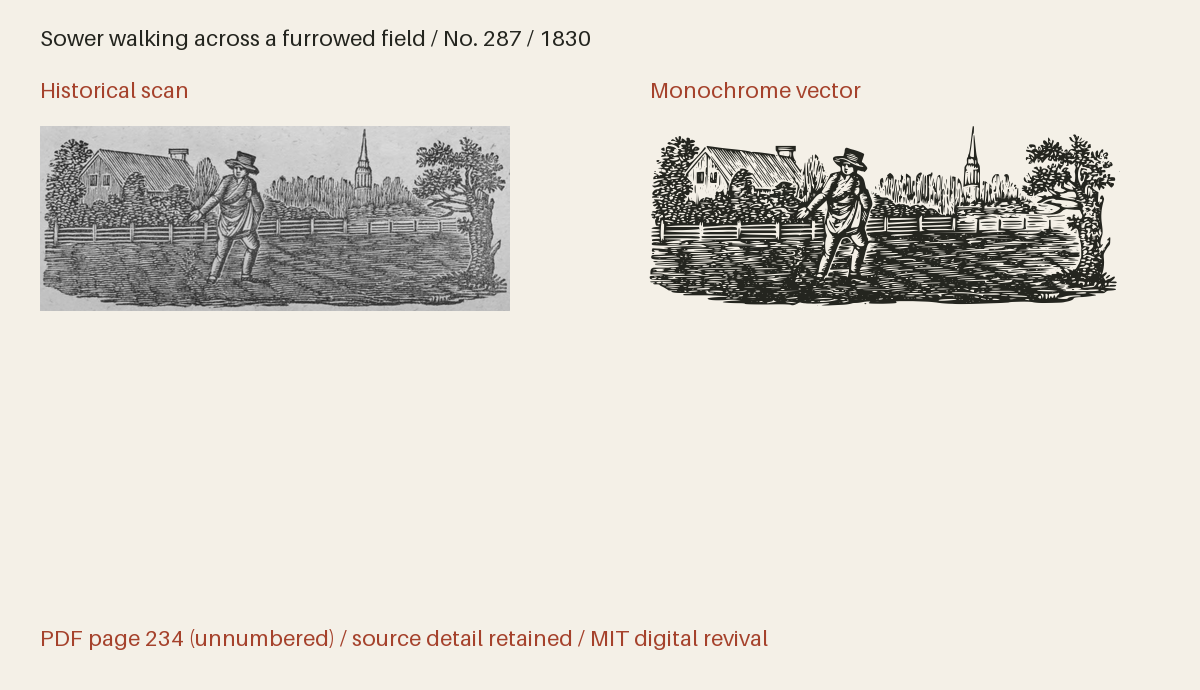 Sower walking across a furrowed field / No. 287 / 1830
Historical scan
Monochrome vector
PDF page 234 (unnumbered) / source detail retained / MIT digital revival